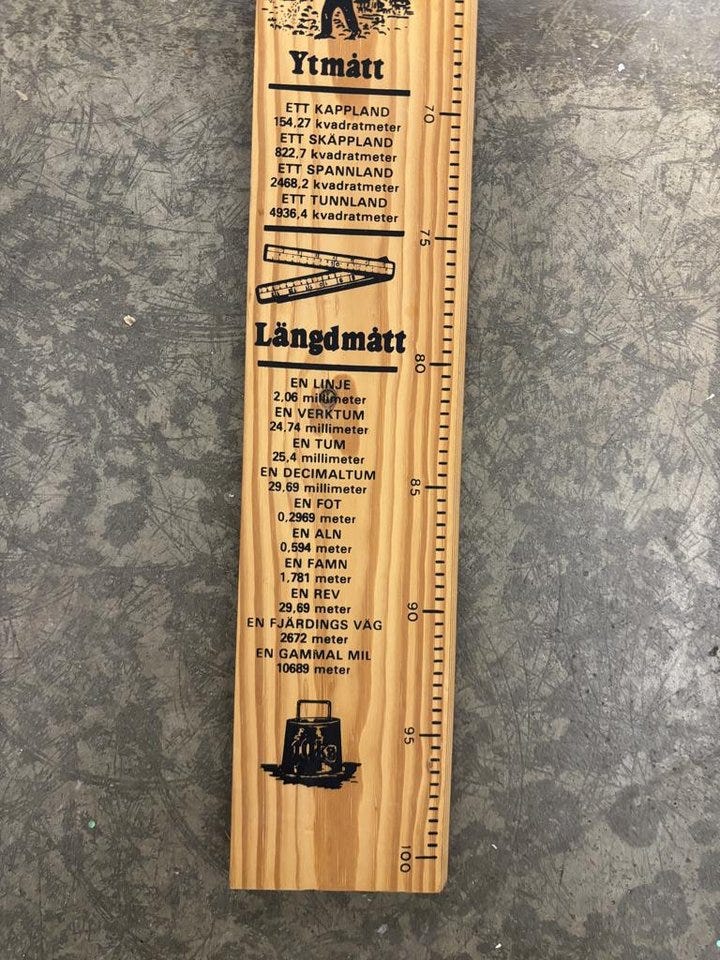 Ytmått
ETT KAPPLAND
154,27 kvadratmeter
ETT SKÄPPLAND
822,7 kvadratmeter
ETT SPANNLAND
2468,2 kvadratmeter
ETT TUNNLAND
4936,4 kvadratmeter
Längdmått
EN LINJE
2,06 millimeter
EN VERKTUM
24,74 millimeter
EN TUM
25,4 millimeter
EN DECIMALTUM
29,69 millimeter
EN FOT
0,2969 meter
EN ALN
0,594 meter
EN FAMN
1,781 meter
EN REV
29,69 meter
EN FJÄRDINGS VÄG
2672 meter
EN GAMMAL MIL
10689 meter
10 KG
70
75
80
85
90
95
100